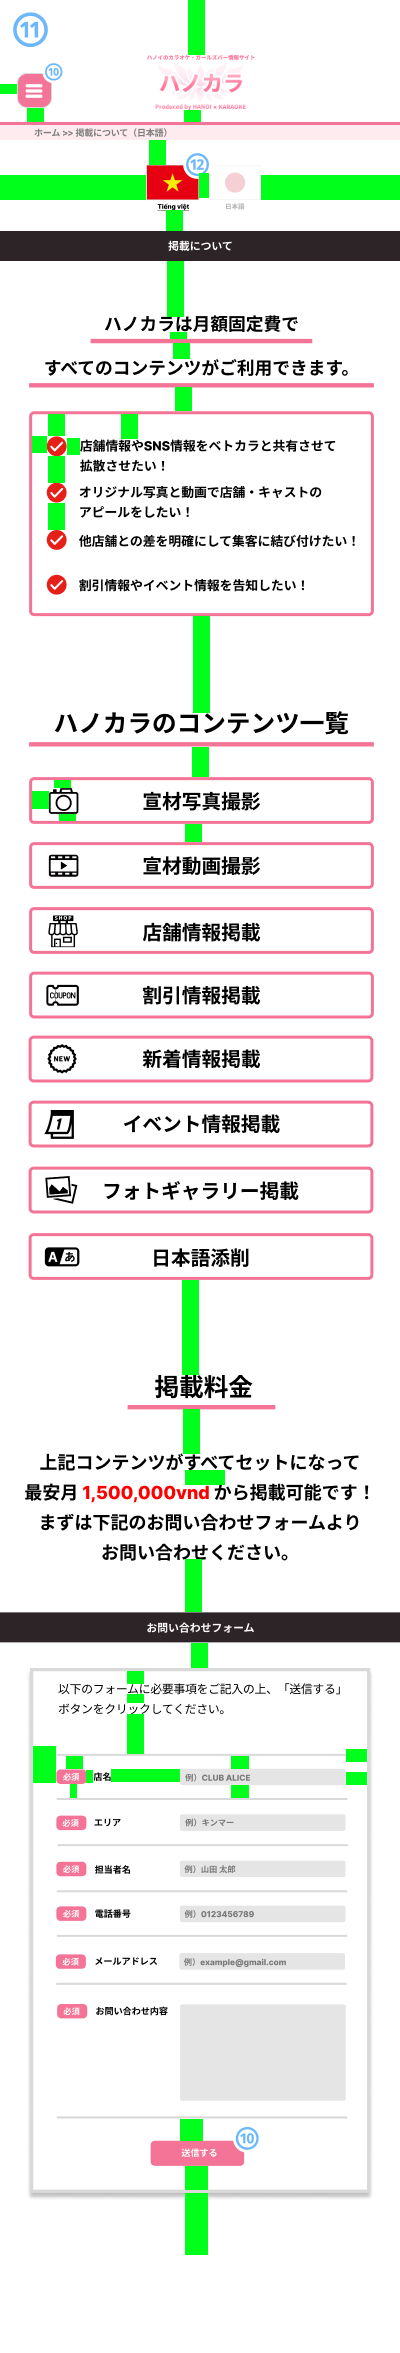 11
ハノイのカラオケ・ガールズバー情報サイト
10
ハノカラ
Produced by HANOI × KARAOKE
ホーム >> 掲載について（日本語）
12
Tiếng việt
日本語
掲載について
ハノカラは月額固定費で
すべてのコンテンツがご利用できます。
店舗情報やSNS情報をベトカラと共有させて
拡散させたい！
オリジナル写真と動画で店舗・キャストの
アピールをしたい！
他店舗との差を明確にして集客に結び付けたい！
割引情報やイベント情報を告知したい！
ハノカラのコンテンツ一覧
宣材写真撮影
宣材動画撮影
SHOP
店舗情報掲載
COUPON
割引情報掲載
NEW
新着情報掲載
1
イベント情報掲載
フォトギャラリー掲載
Aあ
日本語添削
掲載料金
上記コンテンツがすべてセットになって
最安月 1,500,000vnd から掲載可能です！
まずは下記のお問い合わせフォームより
お問い合わせください。
お問い合わせフォーム
以下のフォームに必要事項をご記入の上、「送信する」
ボタンをクリックしてください。
必須 店名 例）CLUB ALICE
必須 エリア 例）キンマー
必須 担当者名 例）山田 太郎
必須 電話番号 例）0123456789
必須 メールアドレス 例）example@gmail.com
必須 お問い合わせ内容
10
送信する